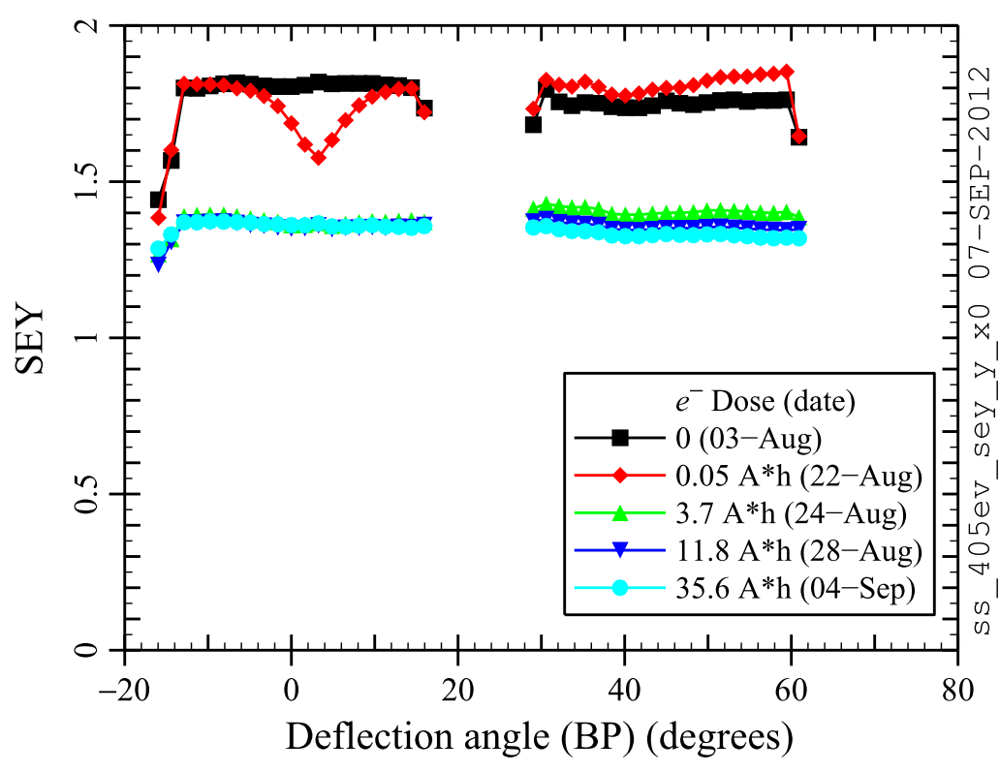 2
1.5
1
0.5
0
SEY
−20 0 20 40 60 80
Deflection angle (BP) (degrees)
e− Dose (date)
0 (03−Aug)
0.05 A*h (22−Aug)
3.7 A*h (24−Aug)
11.8 A*h (28−Aug)
35.6 A*h (04−Sep)
ss_405ev_sey_y_x0 07-SEP-2012